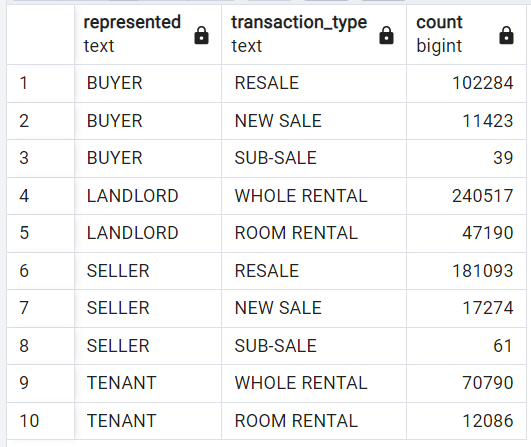 represented transaction_type count
text text bigint
1 BUYER RESALE 102284
2 BUYER NEW SALE 11423
3 BUYER SUB-SALE 39
4 LANDLORD WHOLE RENTAL 240517
5 LANDLORD ROOM RENTAL 47190
6 SELLER RESALE 181093
7 SELLER NEW SALE 17274
8 SELLER SUB-SALE 61
9 TENANT WHOLE RENTAL 70790
10 TENANT ROOM RENTAL 12086